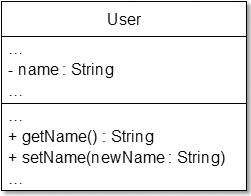 User
...
- name : String
...
...
+ getName() : String
+ setName(newName : String)
...